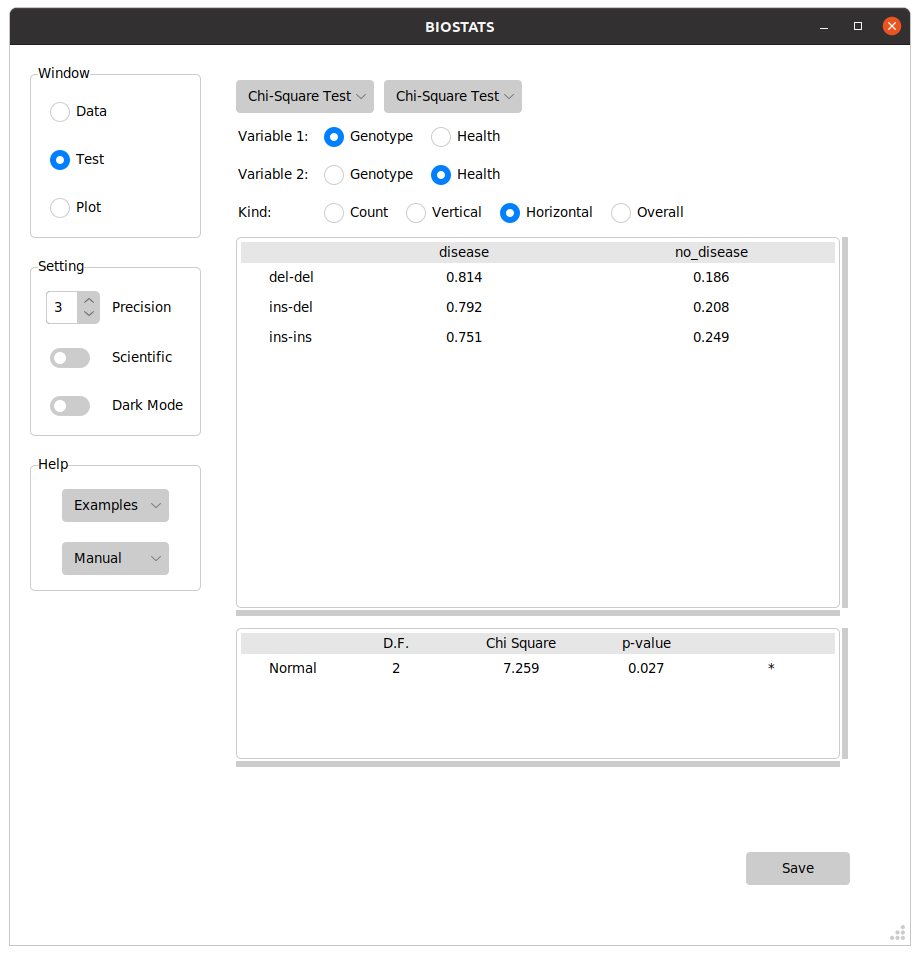 BIOSTATS
Window
Data
Test
Plot
Setting
3 Precision
Scientific
Dark Mode
Help
Examples
Manual
Chi-Square Test Chi-Square Test
Variable 1: Genotype Health
Variable 2: Genotype Health
Kind: Count Vertical Horizontal Overall
disease no_disease
del-del 0.814 0.186
ins-del 0.792 0.208
ins-ins 0.751 0.249
D.F. Chi Square p-value
Normal 2 7.259 0.027 *
Save